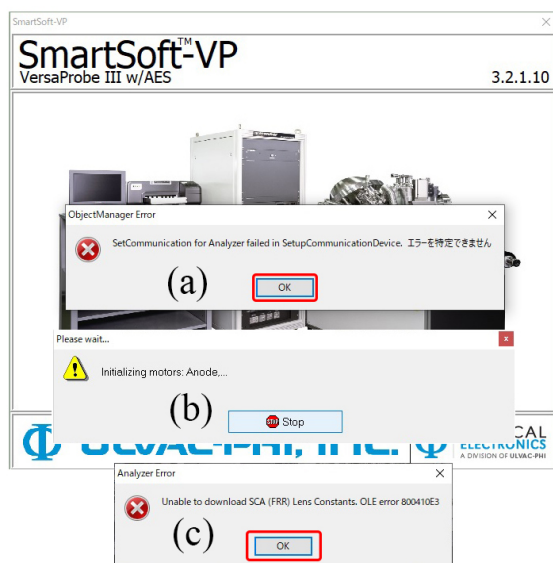 SmartSoft-VP
SmartSoft™-VP
VersaProbe III w/AES
3.2.1.10
ObjectManager Error
SetCommunication for Analyzer failed in SetupCommunicationDevice. エラーを特定できません
(a)
OK
Please wait...
Initializing motors: Anode,...
(b)
Stop
CAL
ELECTRONICS
A DIVISION OF ULVAC-PHI
Analyzer Error
Unable to download SCA (FRR) Lens Constants. OLE error 800410E3
(c)
OK